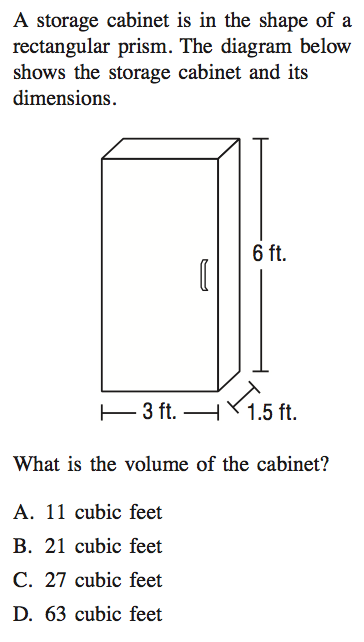 A storage cabinet is in the shape of a
rectangular prism. The diagram below
shows the storage cabinet and its
dimensions.
6 ft.
3 ft.
1.5 ft.
What is the volume of the cabinet?
A. 11 cubic feet
B. 21 cubic feet
C. 27 cubic feet
D. 63 cubic feet